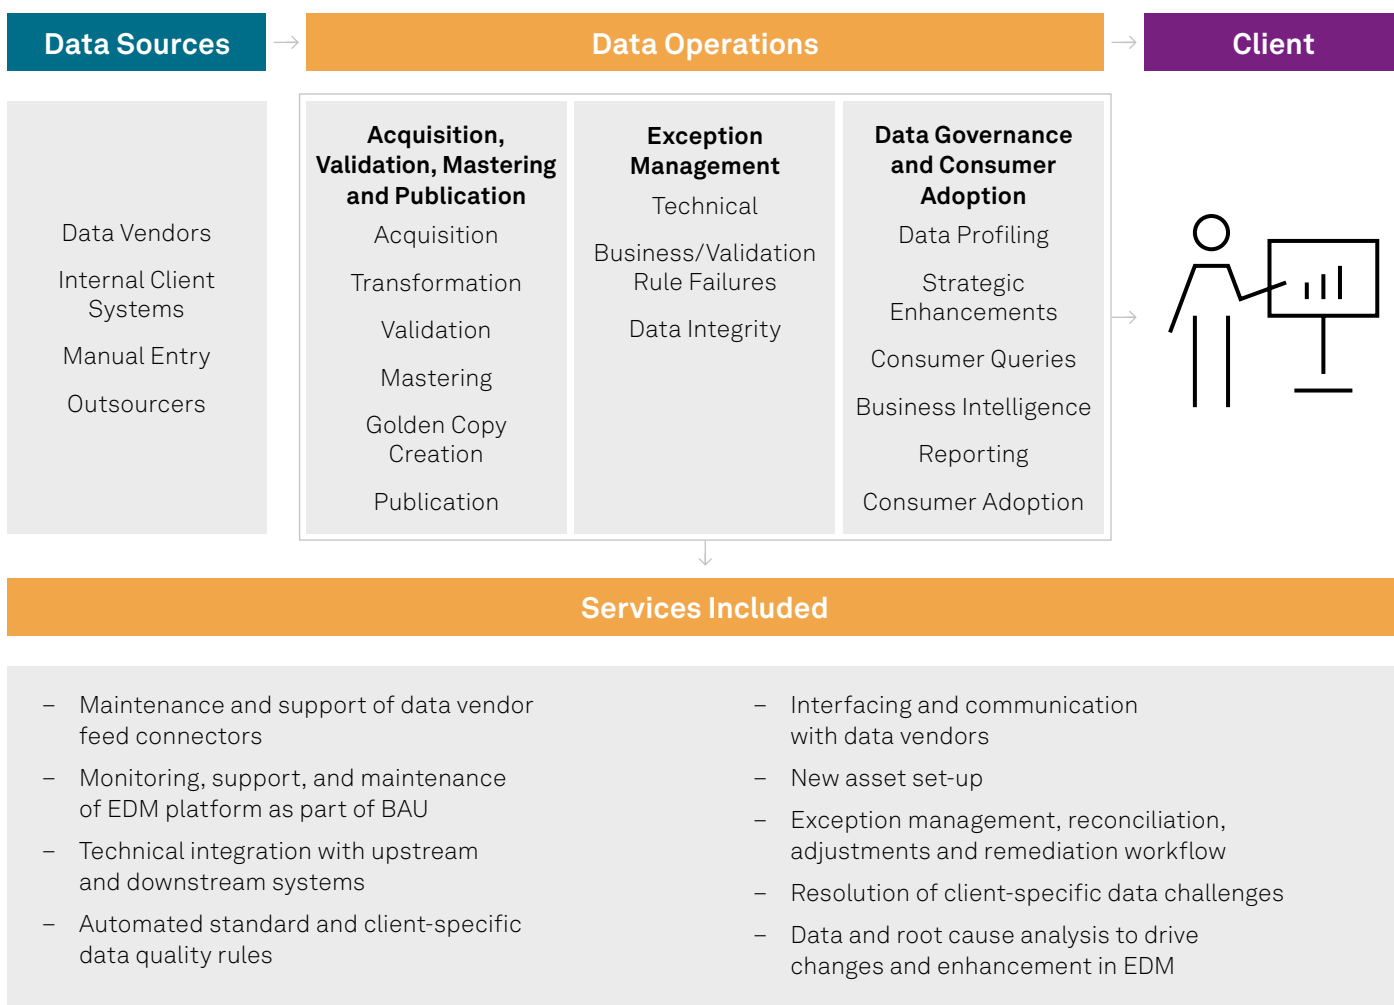 Data Sources
Data Operations
Client
Data Vendors
Internal Client
Systems
Manual Entry
Outsourcers
Acquisition,
Validation, Mastering
and Publication
Acquisition
Transformation
Validation
Mastering
Golden Copy
Creation
Publication
Exception
Management
Technical
Business/Validation
Rule Failures
Data Integrity
Data Governance
and Consumer
Adoption
Data Profiling
Strategic
Enhancements
Consumer Queries
Business Intelligence
Reporting
Consumer Adoption
Services Included
– Maintenance and support of data vendor
feed connectors
– Monitoring, support, and maintenance
of EDM platform as part of BAU
– Technical integration with upstream
and downstream systems
– Automated standard and client-specific
data quality rules
– Interfacing and communication
with data vendors
– New asset set-up
– Exception management, reconciliation,
adjustments and remediation workflow
– Resolution of client-specific data challenges
– Data and root cause analysis to drive
changes and enhancement in EDM